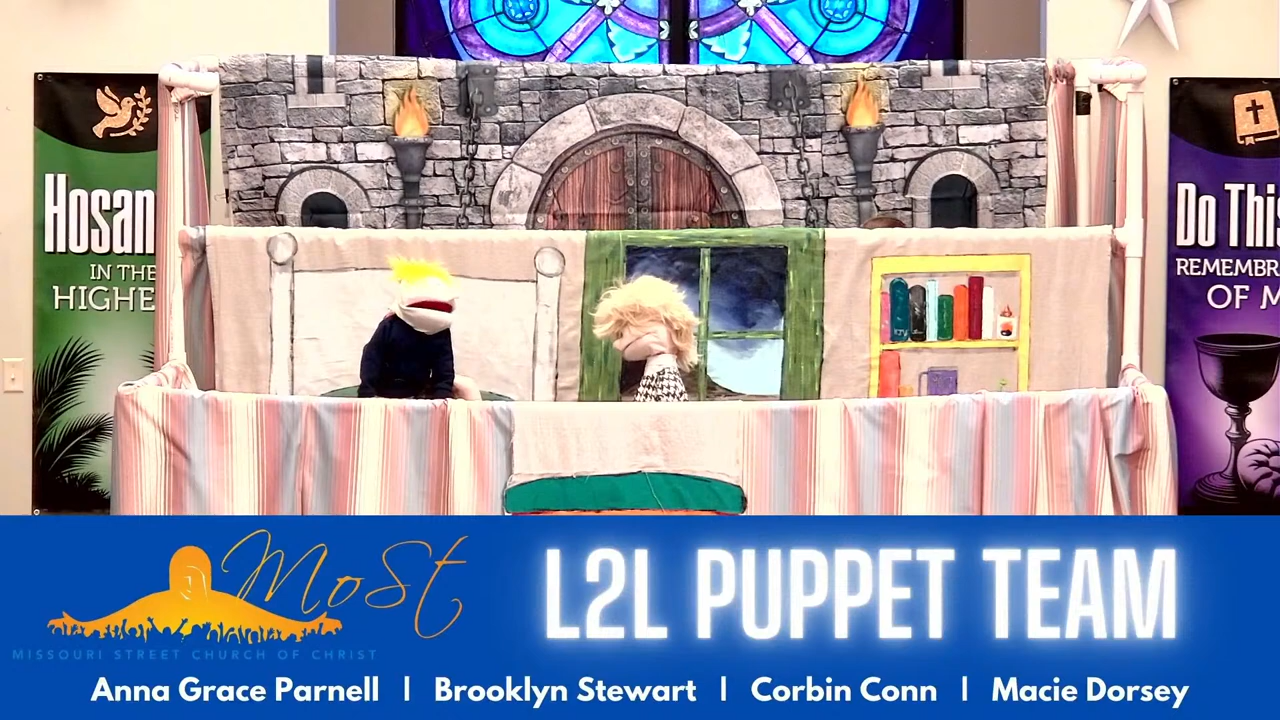 Hosan
IN THE
HIGHE
Do This
REMEMBR
OF M
MoSt
MISSOURI STREET CHURCH OF CHRIST
L2L PUPPET TEAM
Anna Grace Parnell | Brooklyn Stewart | Corbin Conn | Macie Dorsey